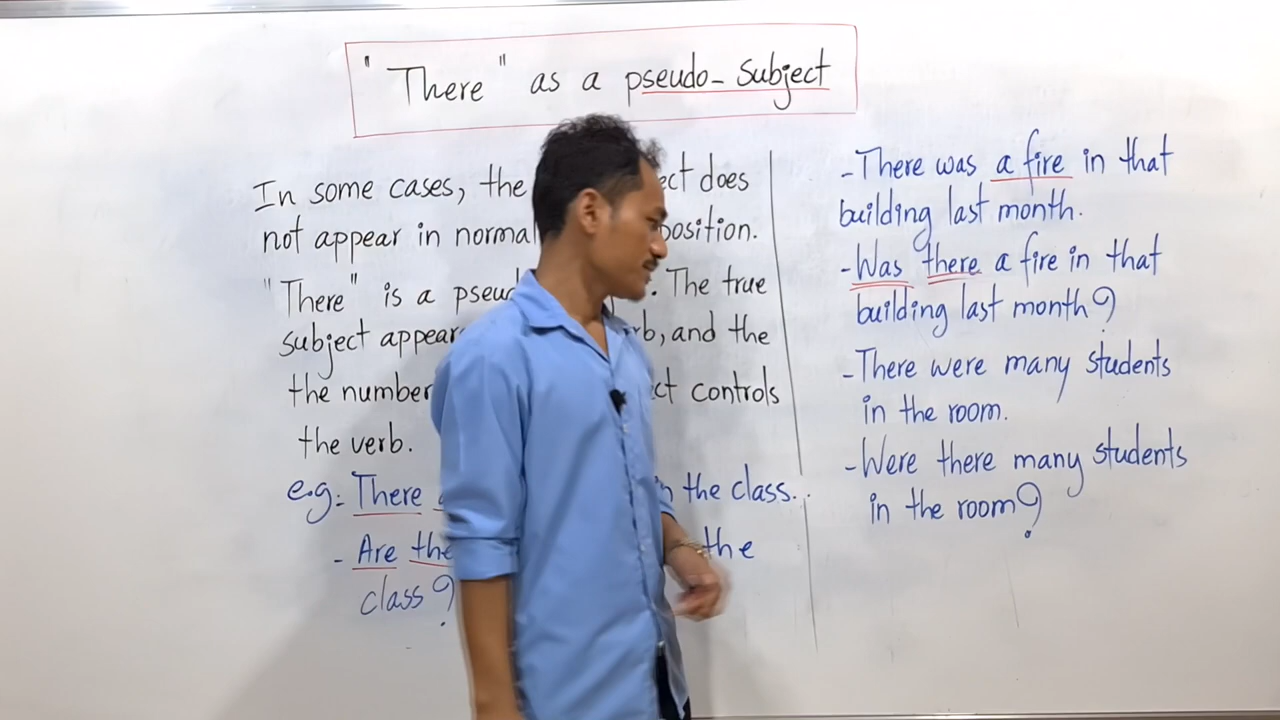 "There" as a pseudo-Subject
In some cases, the ect does
not appear in normal position.
"There" is a . The true
subject appear rb, and the
the number ect controls
the verb.
e.g: There in the class.
- Are the the
class?
- There was a fire in that
building last month.
- Was there a fire in that
building last month?
- There were many students
in the room.
- Were there many students
in the room?